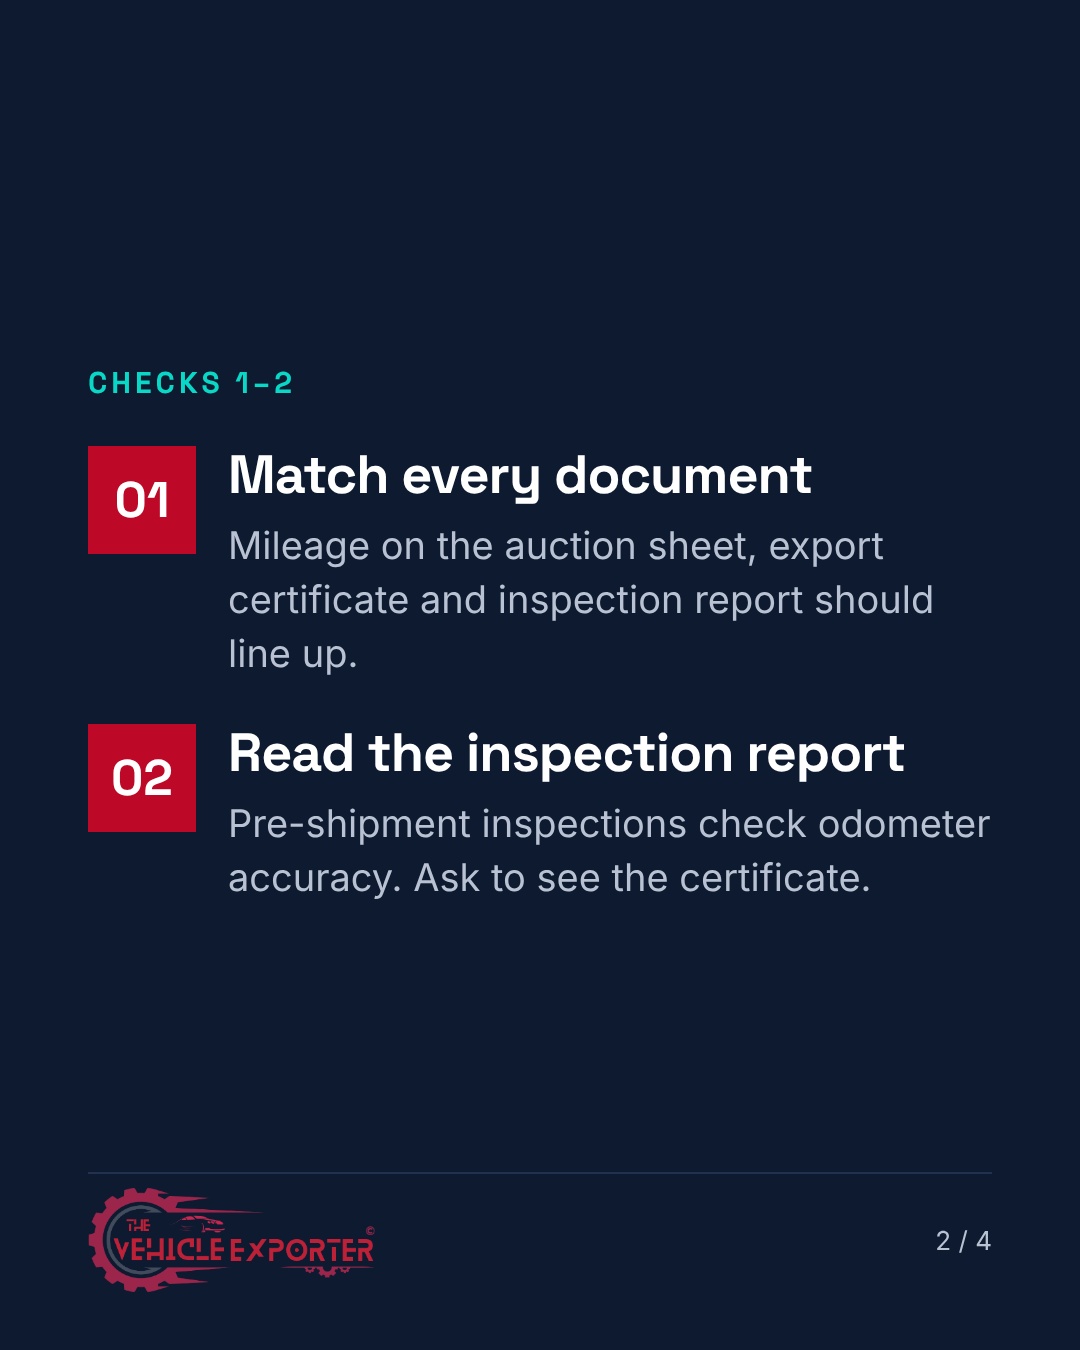 CHECKS 1–2
01
Match every document
Mileage on the auction sheet, export
certificate and inspection report should
line up.
02
Read the inspection report
Pre-shipment inspections check odometer
accuracy. Ask to see the certificate.
THE
VEHICLE EXPORTER ©
2 / 4